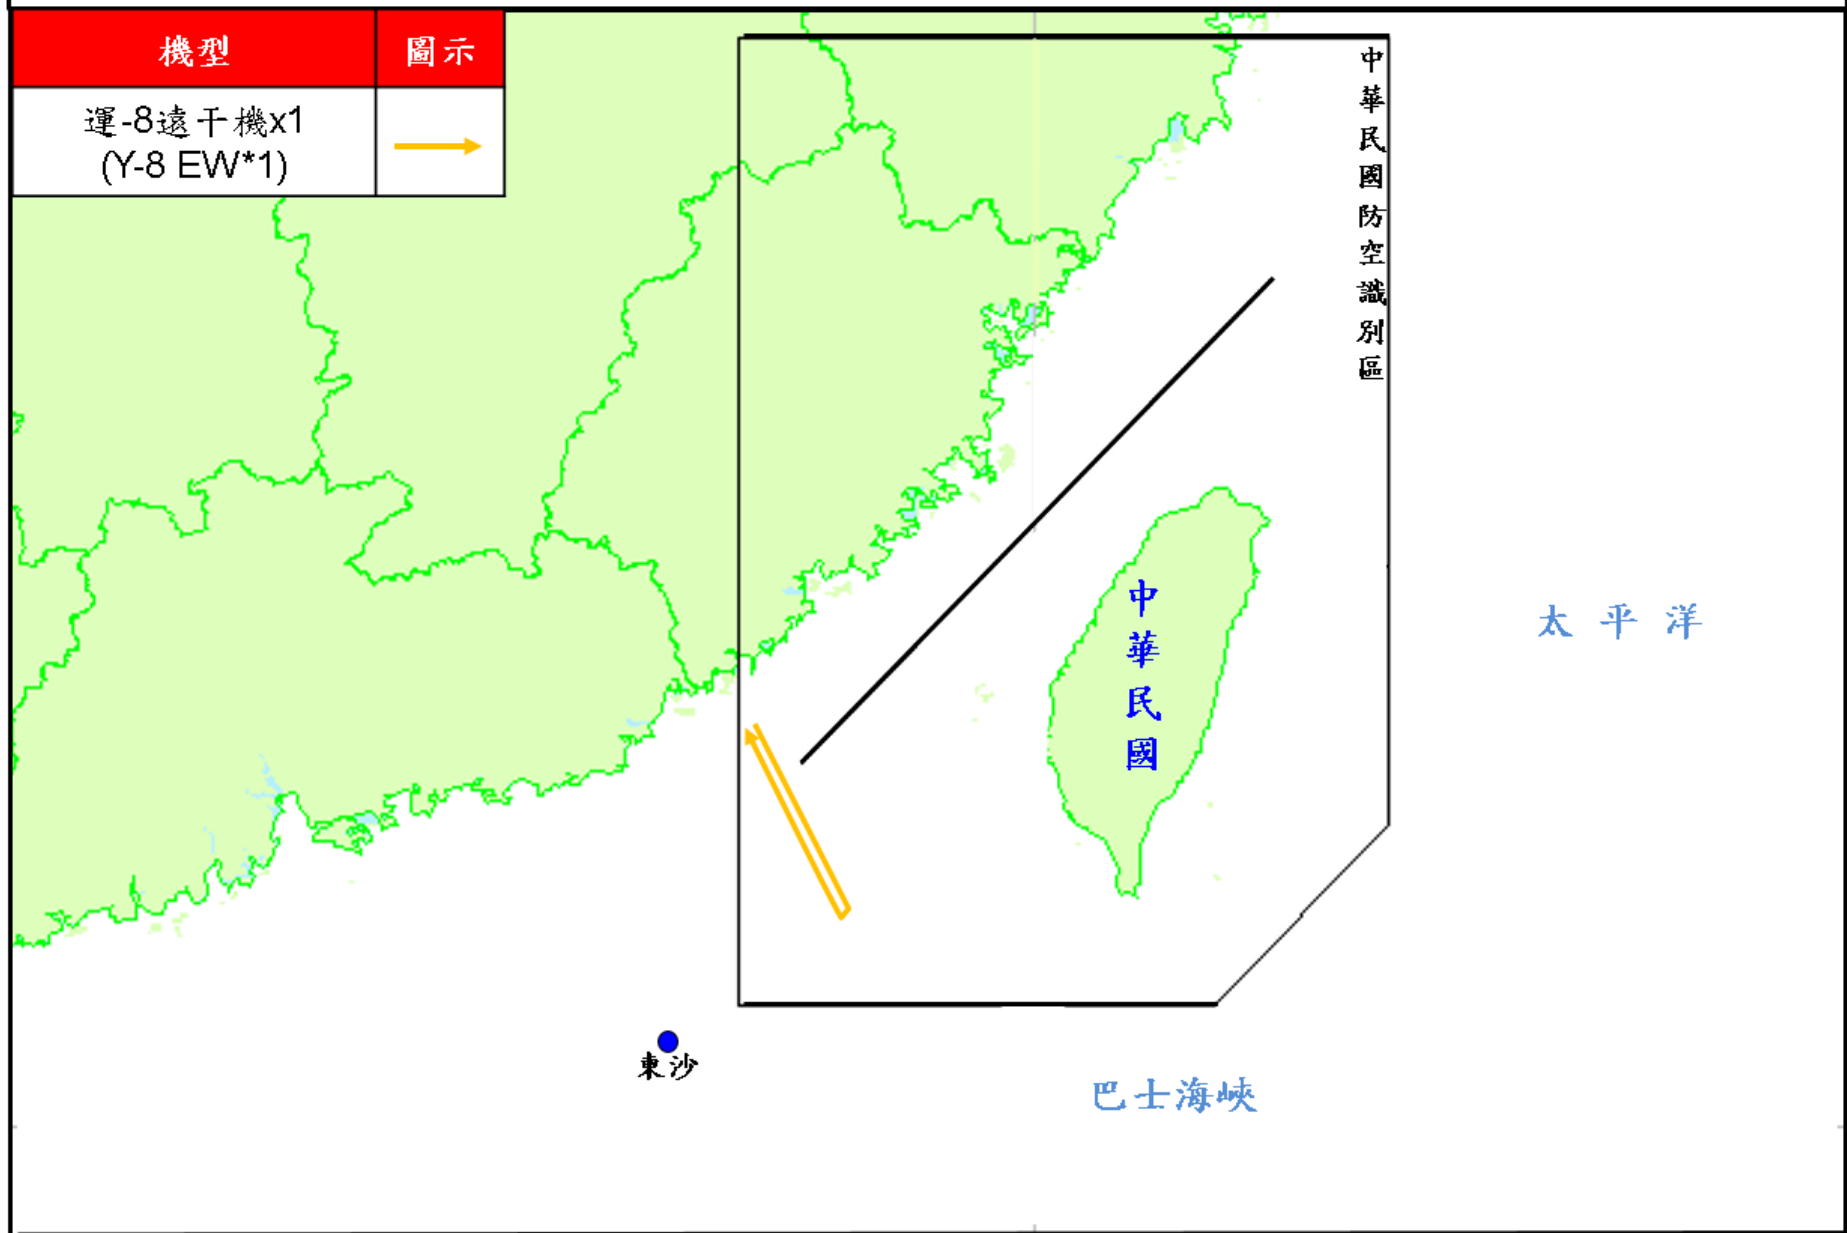 機型
圖示
運-8遠干機x1
(Y-8 EW*1)
中華民國防空識別區
中華民國
太平洋
東沙
巴士海峽